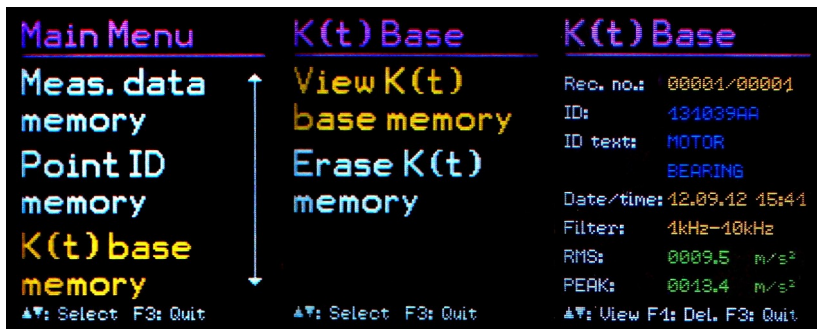 Main Menu
Meas. data
memory
Point ID
memory
K(t) base
memory
▲▼: Select F3: Quit
K(t) Base
View K(t)
base memory
Erase K(t)
memory
▲▼: Select F3: Quit
K(t) Base
Rec. no.: 00001/00001
ID: 131039AA
ID text: MOTOR
BEARING
Date/time: 12.09.12 15:41
Filter: 1kHz-10kHz
RMS: 0009.5 m/s²
PEAK: 0013.4 m/s²
▲▼: View F1: Del. F3: Quit